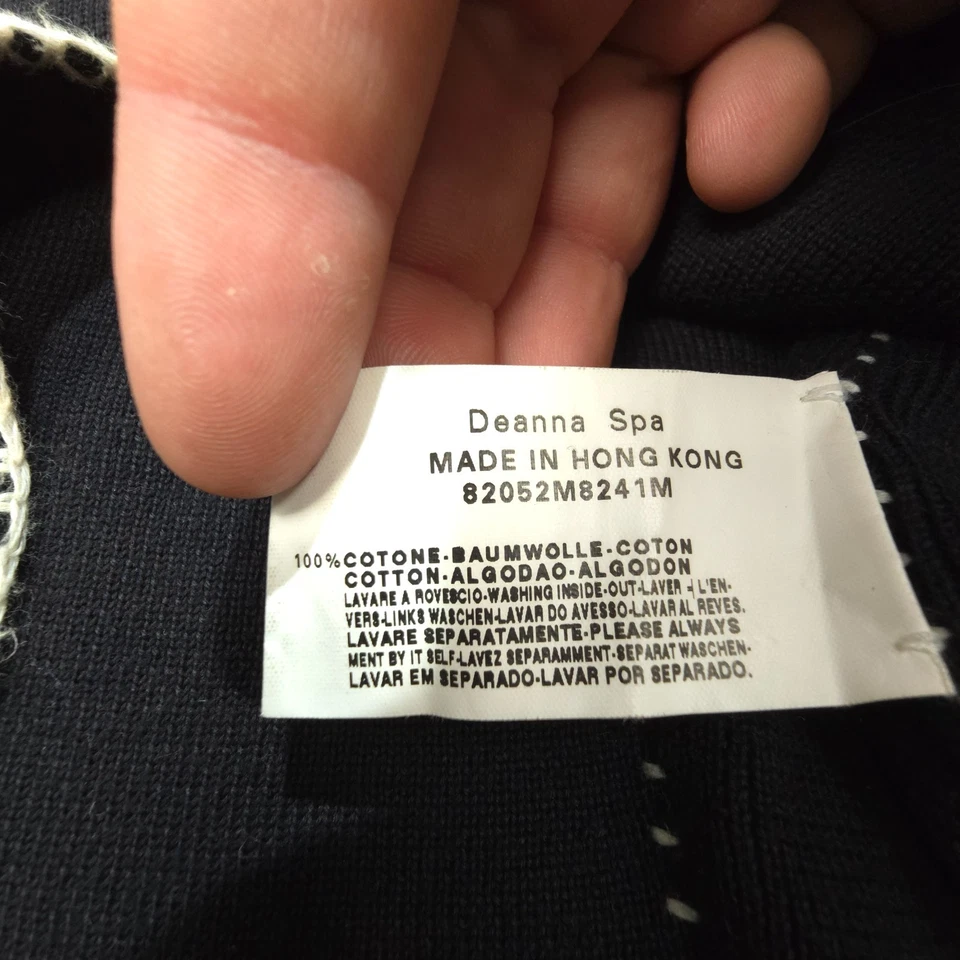 Deanna Spa
MADE IN HONG KONG
82052M8241M
100% COTONE-BAUMWOLLE-COTON
COTTON-ALGODAO-ALGODON
LAVARE A ROVESCIO-WASHING INSIDE-OUT-LAVER -L'EN-
VERS-LINKS WASCHEN-LAVAR DO AVESSO-LAVAR AL REVES.
LAVARE SEPARATAMENTE-PLEASE ALWAYS
MENT BY IT SELF-LAVEZ SEPARAMMENT-SEPARAT WASCHEN-
LAVAR EM SEPARADO-LAVAR POR SEPARADO.